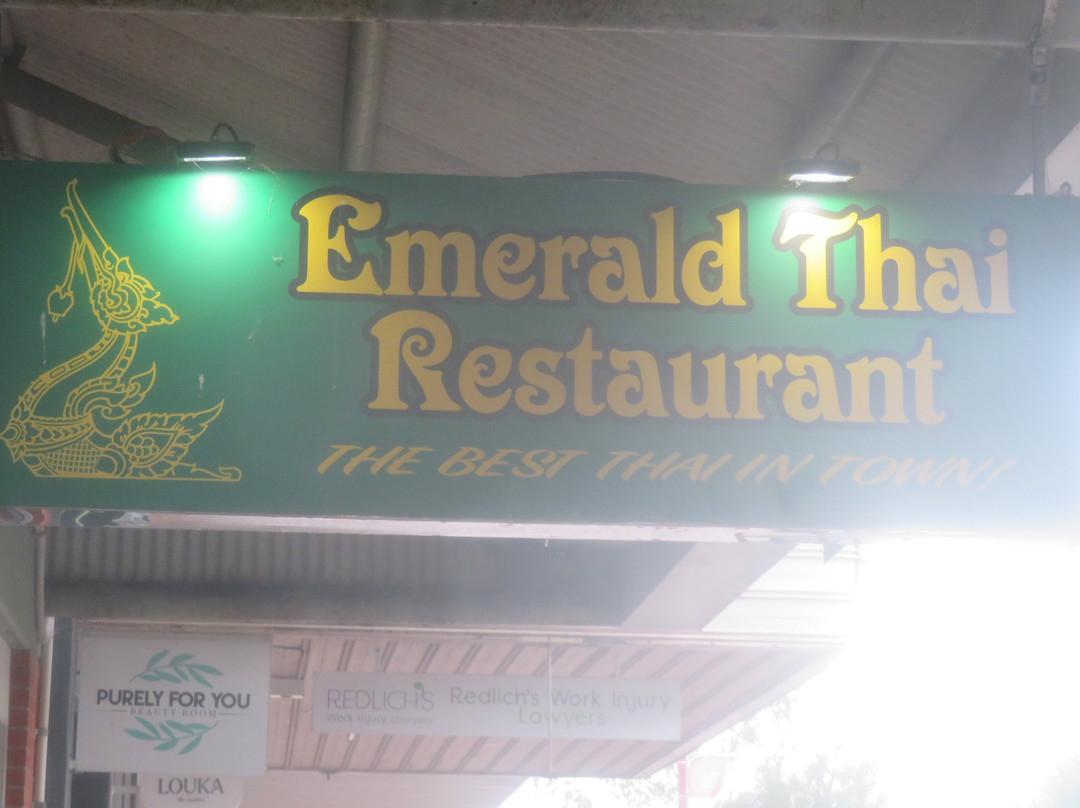 Emerald Thai
Restaurant
THE BEST THAI IN TOWN!
PURELY FOR YOU
BEAUTY ROOM
REDLICH'S
Work Injury Lawyers
Redlich's Work Injury
Lawyers
LOUKA